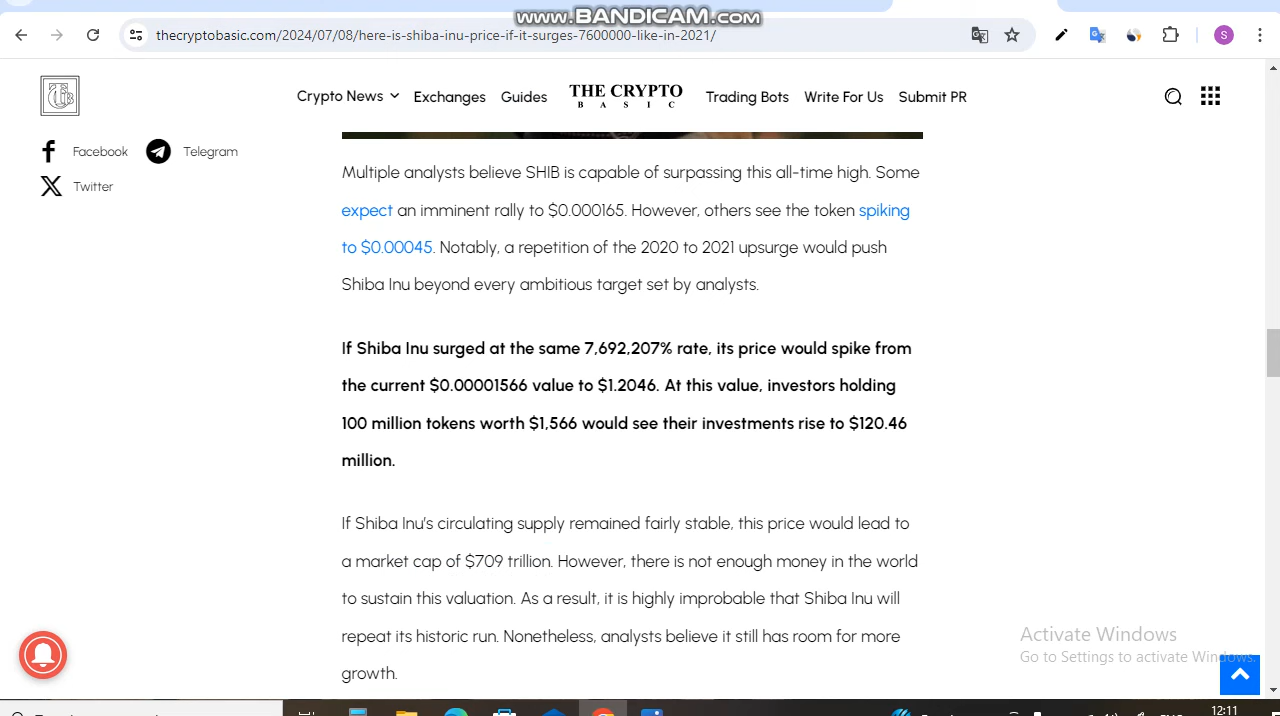 www.BANDICAM.com
thecryptobasic.com/2024/07/08/here-is-shiba-inu-price-if-it-surges-7600000-like-in-2021/
S
Crypto News Exchanges Guides THE CRYPTO BASIC Trading Bots Write For Us Submit PR
Facebook Telegram
Twitter
Multiple analysts believe SHIB is capable of surpassing this all-time high. Some
expect an imminent rally to $0.000165. However, others see the token spiking
to $0.00045. Notably, a repetition of the 2020 to 2021 upsurge would push
Shiba Inu beyond every ambitious target set by analysts.
If Shiba Inu surged at the same 7,692,207% rate, its price would spike from
the current $0.00001566 value to $1.2046. At this value, investors holding
100 million tokens worth $1,566 would see their investments rise to $120.46
million.
If Shiba Inu's circulating supply remained fairly stable, this price would lead to
a market cap of $709 trillion. However, there is not enough money in the world
to sustain this valuation. As a result, it is highly improbable that Shiba Inu will
repeat its historic run. Nonetheless, analysts believe it still has room for more
growth.
Activate Windows
Go to Settings to activate Windows.
12:11